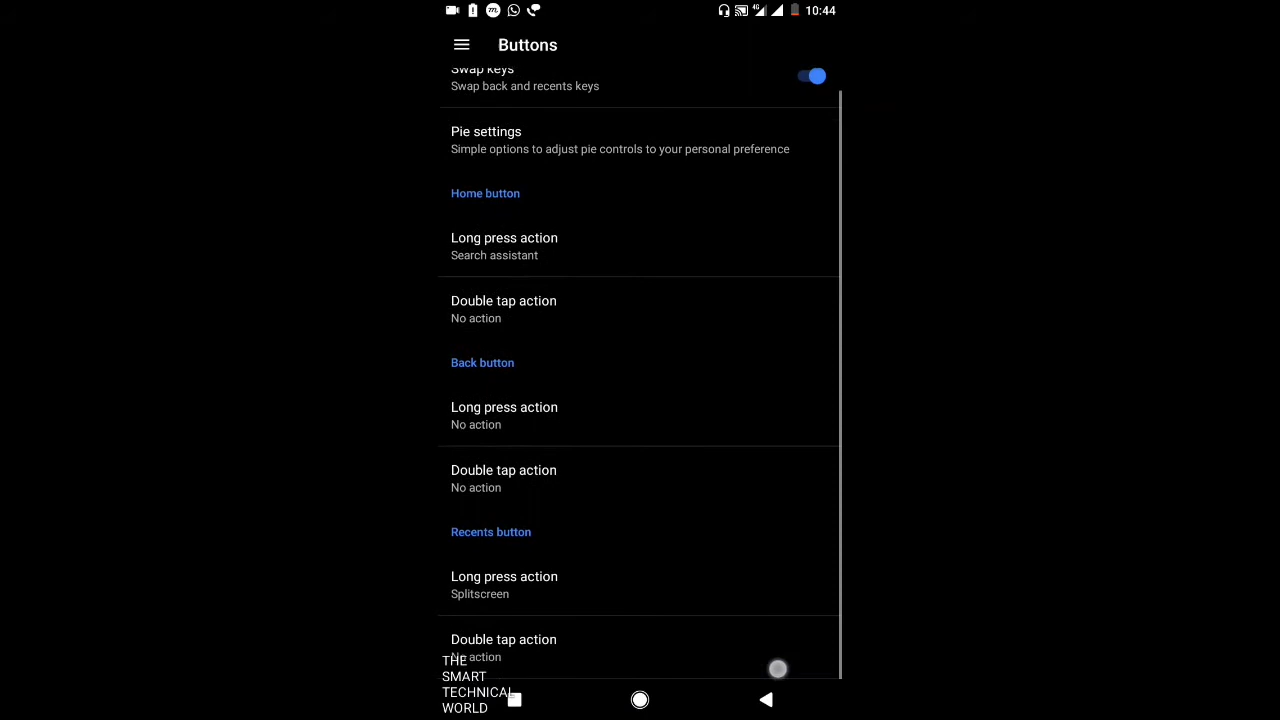 4G 10:44
Buttons
Swap keys
Swap back and recents keys
Pie settings
Simple options to adjust pie controls to your personal preference
Home button
Long press action
Search assistant
Double tap action
No action
Back button
Long press action
No action
Double tap action
No action
Recents button
Long press action
Splitscreen
Double tap action
No action
THE
SMART
TECHNICAL
WORLD